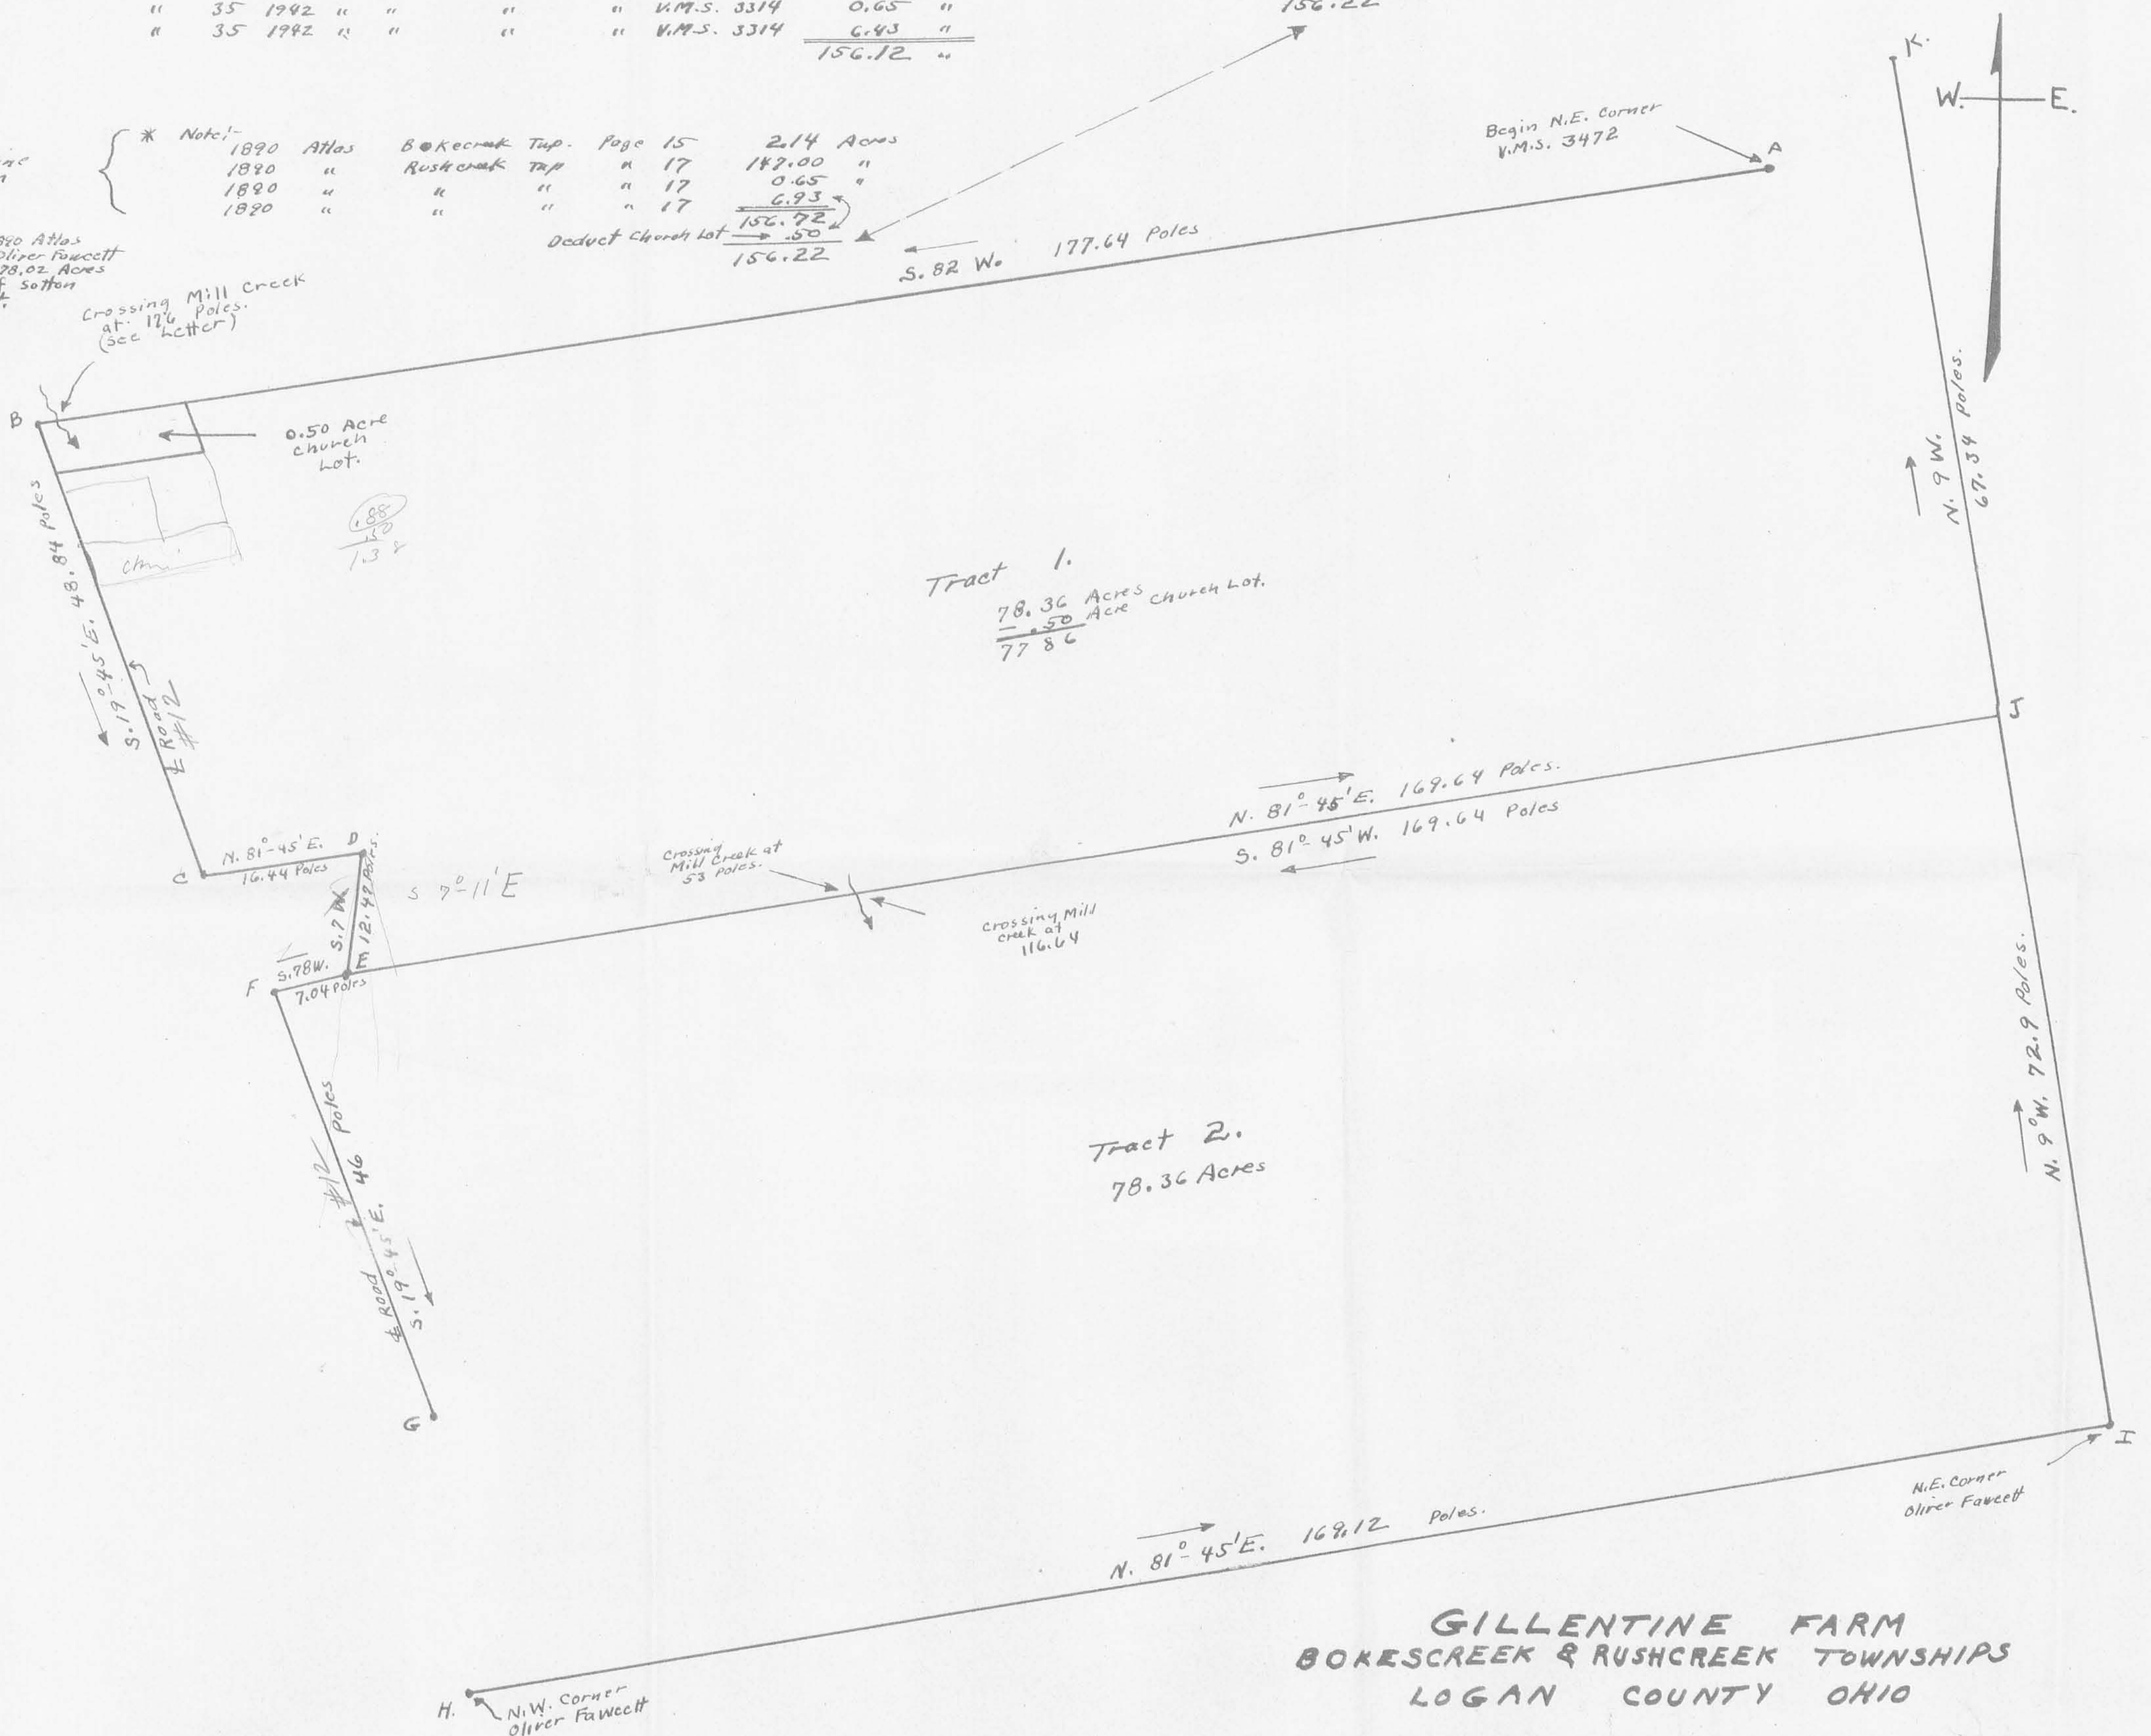 " 35 1942 " " " " V.M.S. 3314 0.65 "
" 35 1942 " " " " V.M.S. 3314 6.43 "
156.12 "
156.22
K.
W. E.
* Note:-
1890 Atlas Bokecreek Twp. Page 15 2.14 Acres
1890 " Rushcreek Twp " 17 147.00 "
1890 " " " " 17 0.65 "
1890 " " " " 17 6.93
156.72
Deduct Church Lot .50
156.22
Begin N.E. Corner
V.M.S. 3472
A
Atlas
Oliver Fawcett
78.02 Acres
Sotton
Crossing Mill Creek
at 176 Poles.
(see Letter)
S. 82 W. 177.64 Poles
B
0.50 Acre
Church
Lot.
.88
.50
1.38
S. 19°-45' E. 48.84 Poles
℄ Road
#12
N. 9 W.
67.34 Poles.
Tract 1.
78.36 Acres
- .50 Acre Church Lot.
77 86
J
N. 81°-45' E. 169.64 Poles.
S. 81°-45' W. 169.64 Poles
N. 81°-45' E. D
C 16.44 Poles
S. 7 W. 12.42 Poles.
S 7°-11' E
Crossing
Mill Creek at
53 Poles.
Crossing Mill
creek at
116.64
S. 78 W. E
F 7.04 Poles
#12
℄ Road
S. 19°-45' E. 46 Poles
G
N. 9° W. 72.9 Poles.
Tract 2.
78.36 Acres
I
N.E. Corner
Oliver Fawcett
N. 81°-45' E. 169.12 Poles.
H. N.W. Corner
Oliver Fawcett
GILLENTINE FARM
BOKESCREEK & RUSHCREEK TOWNSHIPS
LOGAN COUNTY OHIO